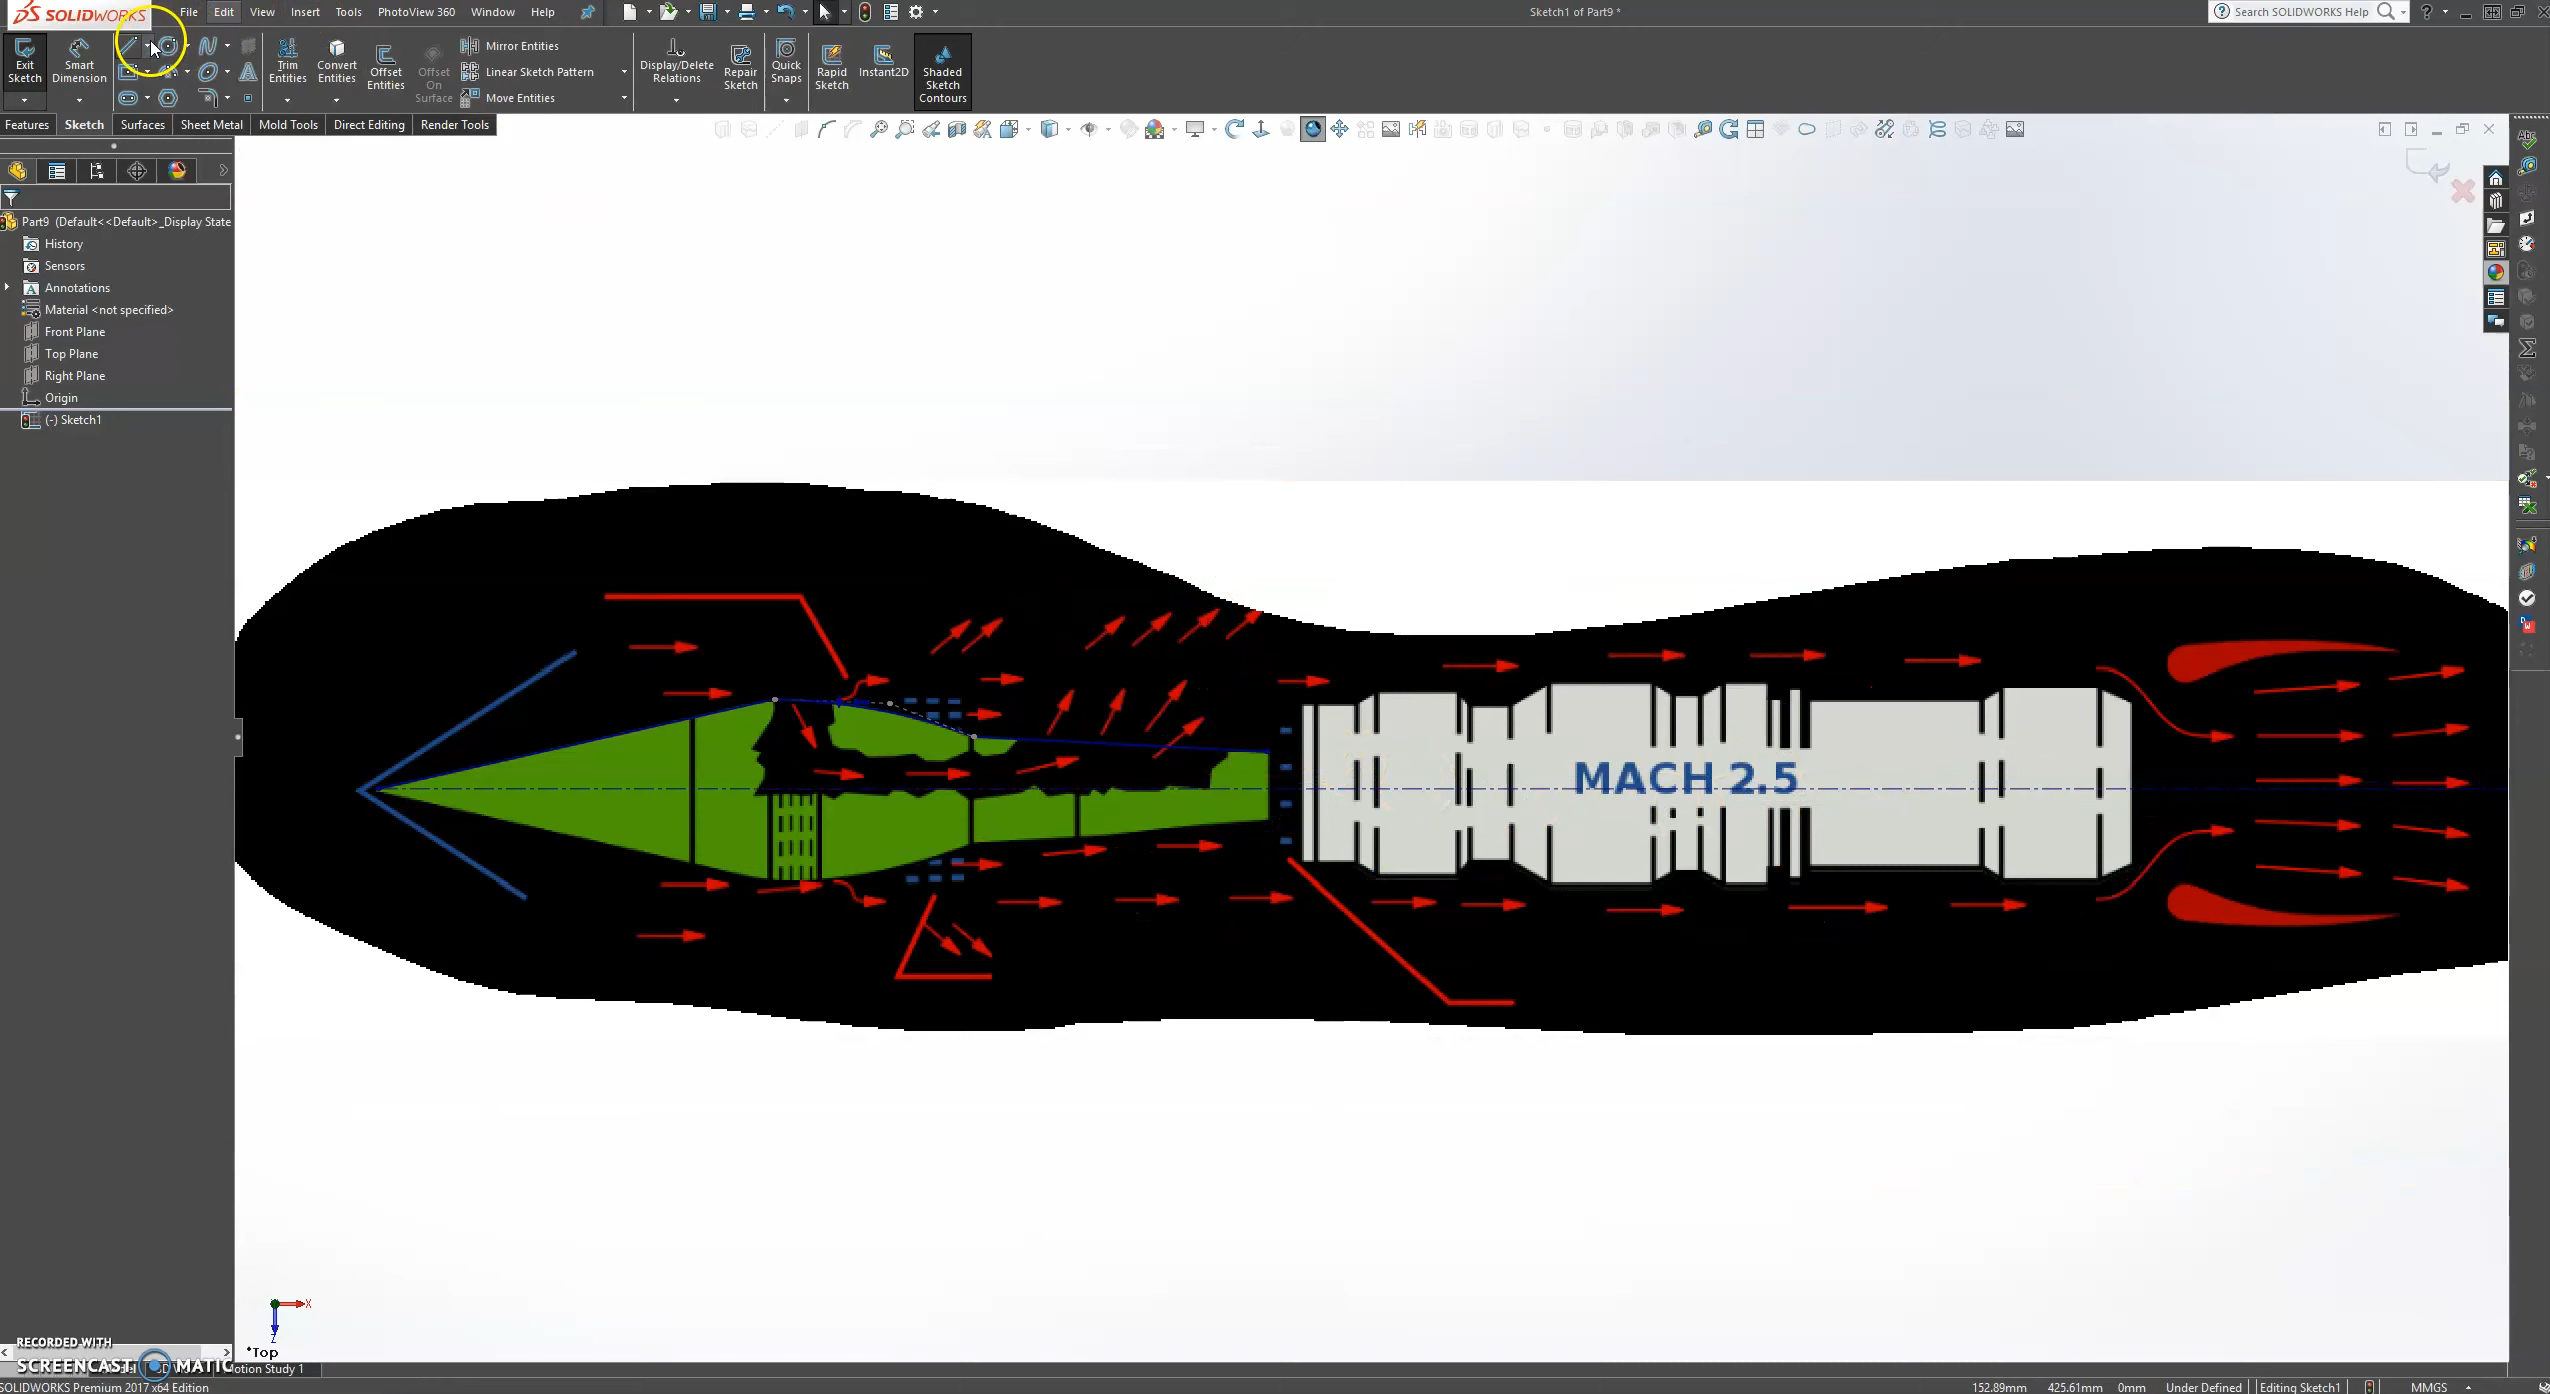 SOLIDWORKS File Edit View Insert Tools PhotoView 360 Window Help Sketch1 of Part9 * Search SOLIDWORKS Help
Exit Sketch
Smart Dimension
Trim Entities
Convert Entities
Offset Entities
Offset On Surface
Mirror Entities
Linear Sketch Pattern
Move Entities
Display/Delete Relations
Repair Sketch
Quick Snaps
Rapid Sketch
Instant2D
Shaded Sketch Contours
Features Sketch Surfaces Sheet Metal Mold Tools Direct Editing Render Tools
Part9 (Default<<Default>_Display State
History
Sensors
Annotations
Material <not specified>
Front Plane
Top Plane
Right Plane
Origin
(-) Sketch1
MACH 2.5
X
Z
*Top
RECORDED WITH
SCREENCAST MATIC
Motion Study 1
SOLIDWORKS Premium 2017 x64 Edition 152.89mm 425.61mm 0mm Under Defined Editing Sketch1 MMGS